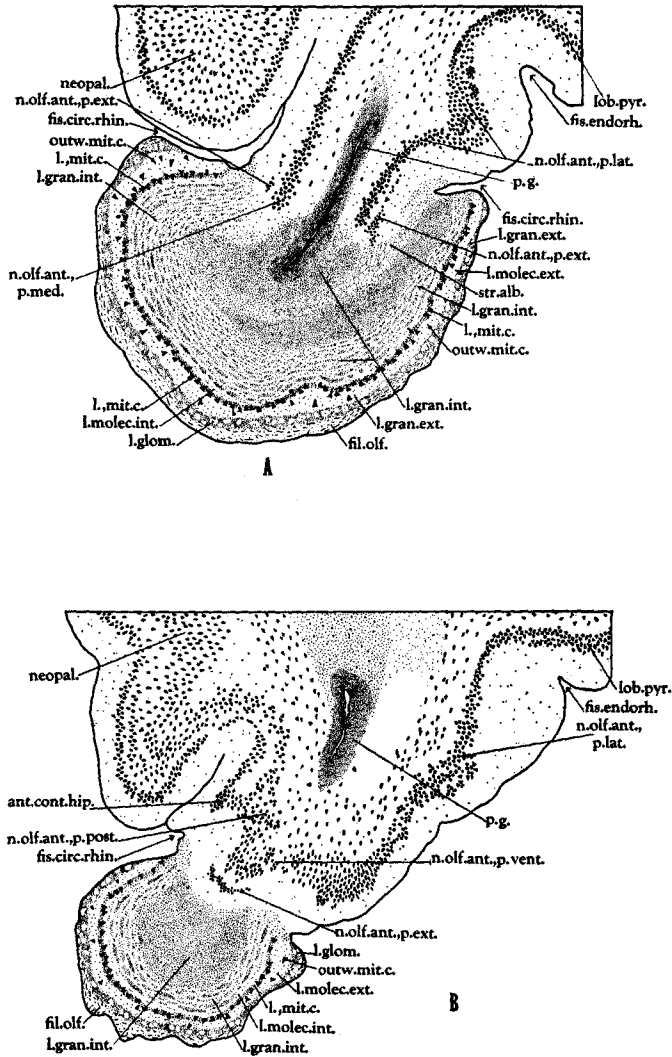 neopal.
n.olf.ant.,p.ext.
fis.circ.rhin.
outw.mit.c.
l.,mit.c.
l.gran.int.
n.olf.ant.,
p.med.
lob.pyr.
fis.endorh.
n.olf.ant.,p.lat.
p.g.
fis.circ.rhin.
l.gran.ext.
n.olf.ant.,p.ext.
l.molec.ext.
str.alb.
l.gran.int.
l.,mit.c.
outw.mit.c.
l.,mit.c.
l.molec.int.
l.glom.
l.gran.int.
l.gran.ext.
fil.olf.
A
neopal.
lob.pyr.
fis.endorh.
n.olf.ant.,
p.lat.
ant.cont.hip.
p.g.
n.olf.ant.,p.post.
fis.circ.rhin.
n.olf.ant.,p.vent.
n.olf.ant.,p.ext.
l.glom.
outw.mit.c.
l.molec.ext.
l.,mit.c.
l.molec.int.
l.gran.int.
fil.olf.
l.gran.int.
B